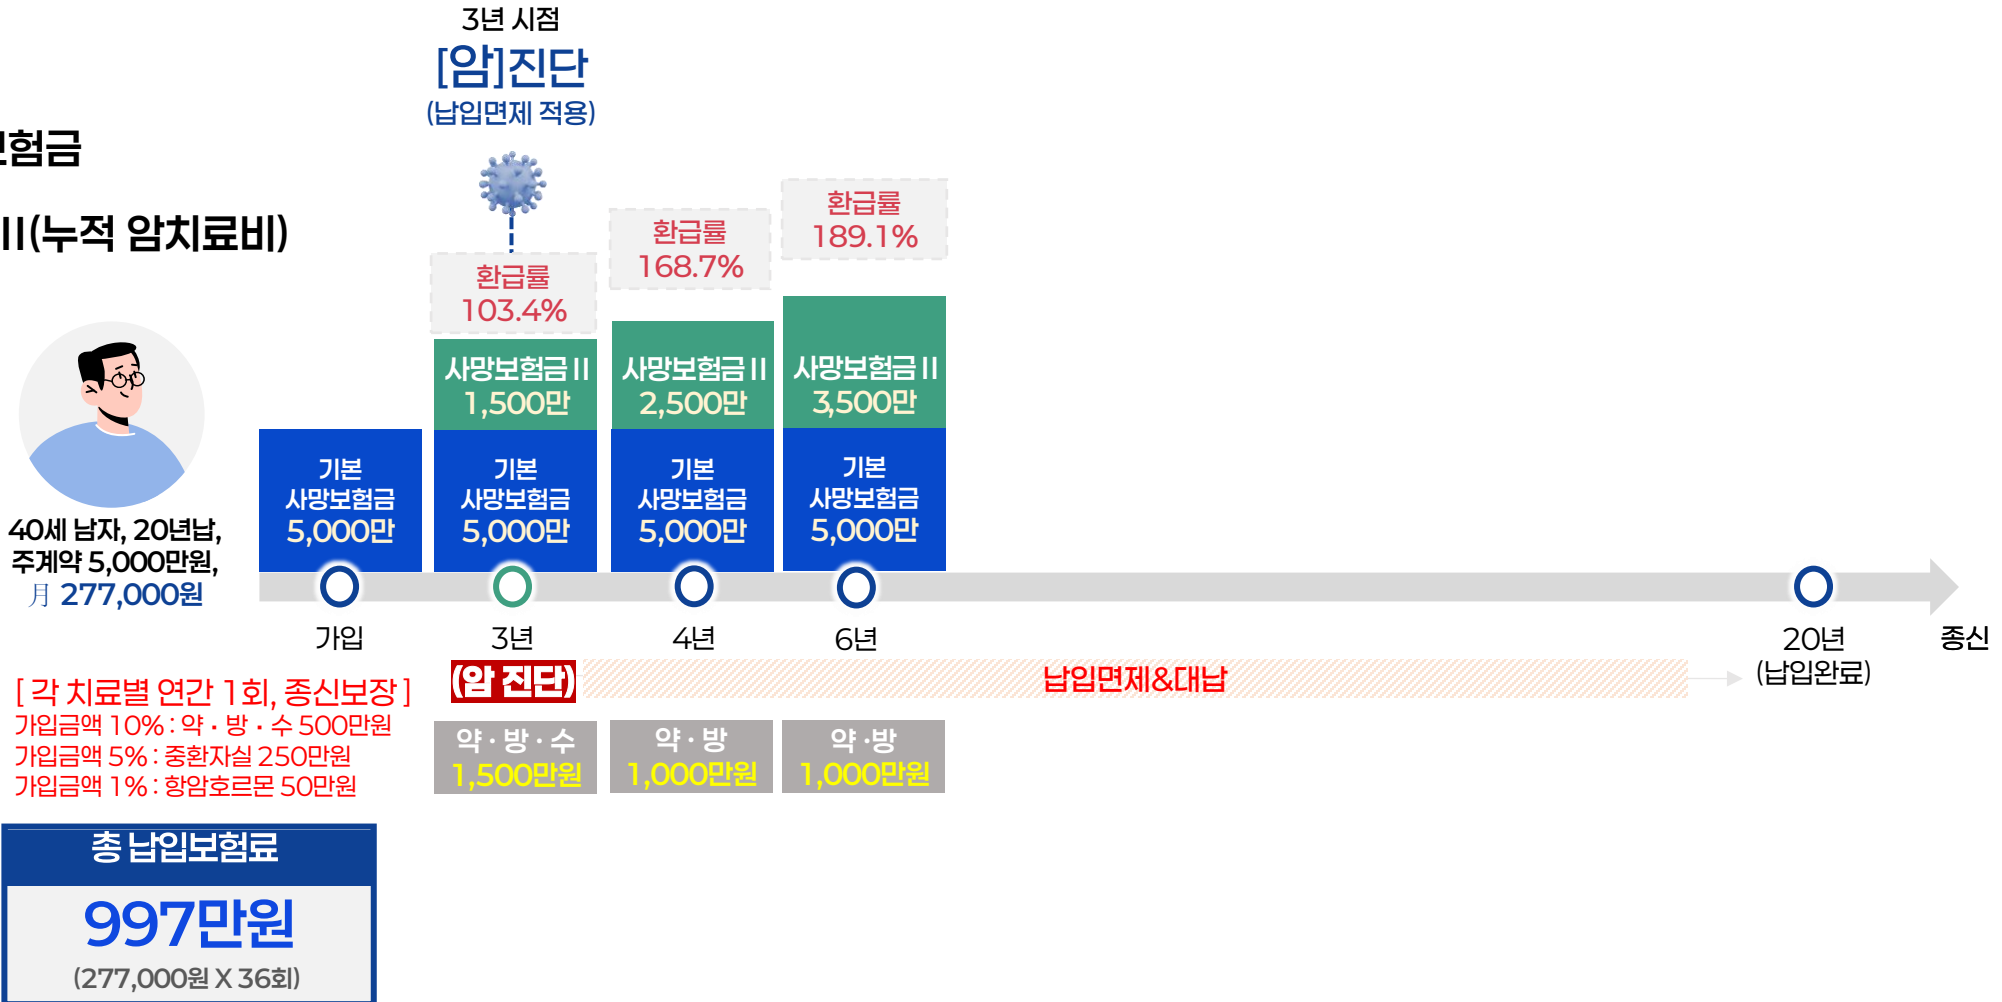 3년 시점
[암]진단
(납입면제 적용)
보험금
II(누적 암치료비)
환급률
103.4%
환급률
168.7%
환급률
189.1%
사망보험금II
1,500만
사망보험금II
2,500만
사망보험금II
3,500만
기본
사망보험금
5,000만
기본
사망보험금
5,000만
기본
사망보험금
5,000만
기본
사망보험금
5,000만
40세 남자, 20년납,
주계약 5,000만원,
月 277,000원
가입
3년
4년
6년
20년
(납입완료)
종신
(암 진단)
납입면제&대납
[ 각 치료별 연간 1회, 종신보장 ]
가입금액 10% : 약 · 방 · 수 500만원
가입금액 5% : 중환자실 250만원
가입금액 1% : 항암호르몬 50만원
약 · 방 · 수
1,500만원
약 · 방
1,000만원
약 ·방
1,000만원
총 납입보험료
997만원
(277,000원 X 36회)